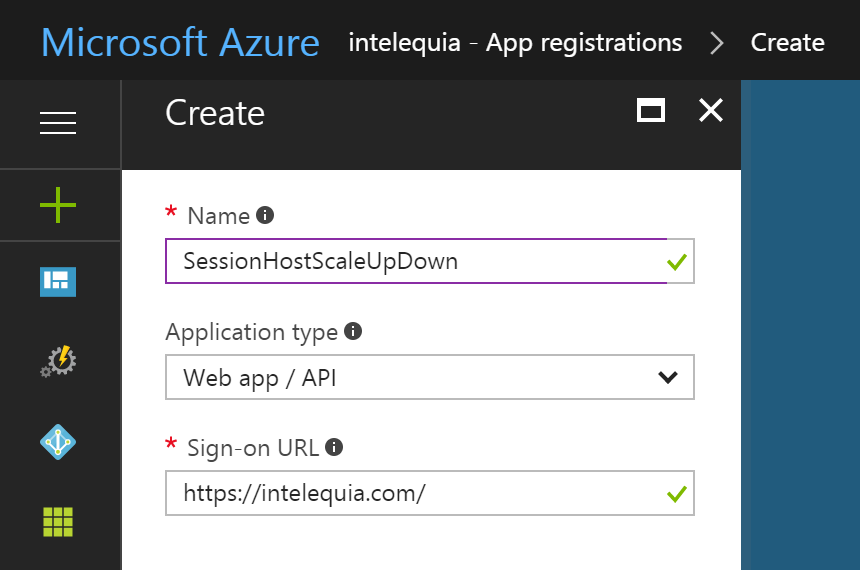 Microsoft Azure intelequia - App registrations > Create
Create
* Name
SessionHostScaleUpDown
Application type
Web app / API
* Sign-on URL
https://intelequia.com/